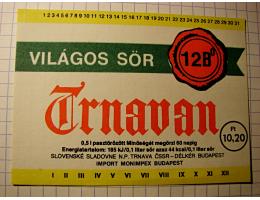 1 2 3 4 5 6 7 8 9 10 11 12 13 14 15 16 17 18 19 20 21 22 23 24 25 26 27 28 29 30 31
VILÁGOS SÖR 12B°
Trnavan
Ft
10,20
0,5 l pasztőrözött Minőségét megőrzi 60 napig
Energiatartalom: 185 kJ/0,1 liter sör azaz 44 kcal/0,1 sör
SLOVENSKÉ SLADOVNE N.P. TRNAVA ČSSR – DÉLKER BUDAPEST
IMPORT MONIMPEX BUDAPEST
I II III IV V VI VII VIII IX X XI XII